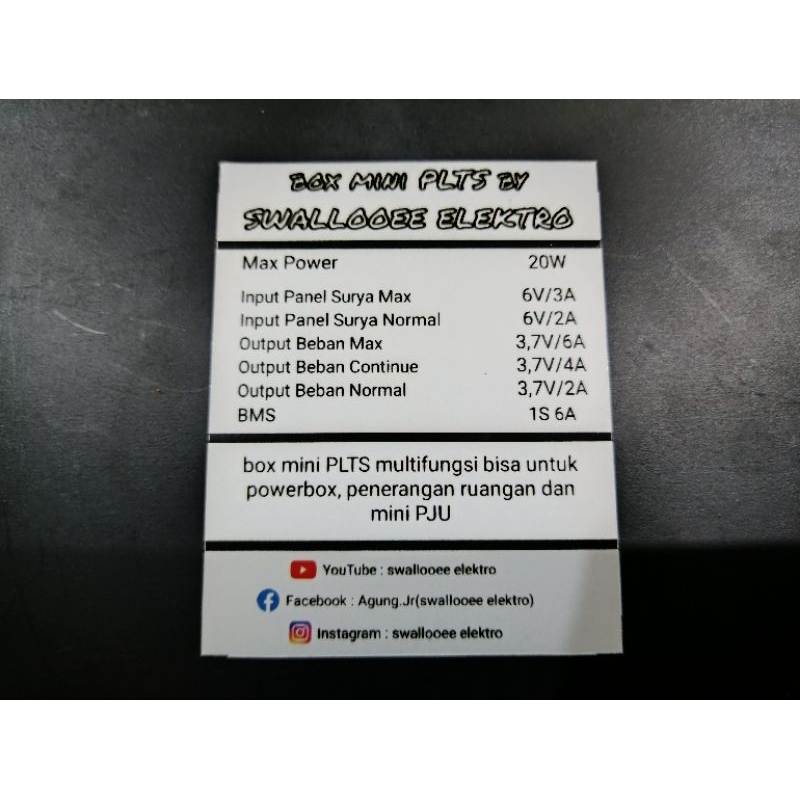 BOX MINI PLTS BY
SWALLOOEE ELEKTRO
Max Power 20W
Input Panel Surya Max 6V/3A
Input Panel Surya Normal 6V/2A
Output Beban Max 3,7V/6A
Output Beban Continue 3,7V/4A
Output Beban Normal 3,7V/2A
BMS 1S 6A
box mini PLTS multifungsi bisa untuk
powerbox, penerangan ruangan dan
mini PJU
YouTube : swallooee elektro
Facebook : Agung.Jr(swallooee elektro)
Instagram : swallooee elektro